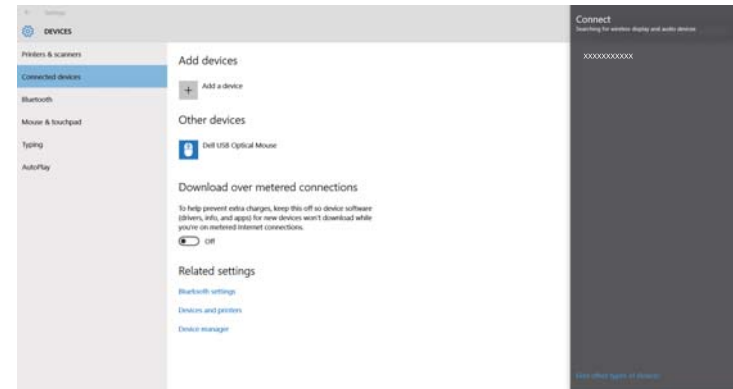 Settings
DEVICES
Printers & scanners
Connected devices
Bluetooth
Mouse & touchpad
Typing
AutoPlay
Add devices
Add a device
Other devices
Dell USB Optical Mouse
Download over metered connections
To help prevent extra charges, keep this off so device software
(drivers, info, and apps) for new devices won't download while
you're on metered Internet connections.
Off
Related settings
Bluetooth settings
Devices and printers
Device manager
Connect
Searching for wireless display and audio devices
XXXXXXXXXXX
Find other types of devices